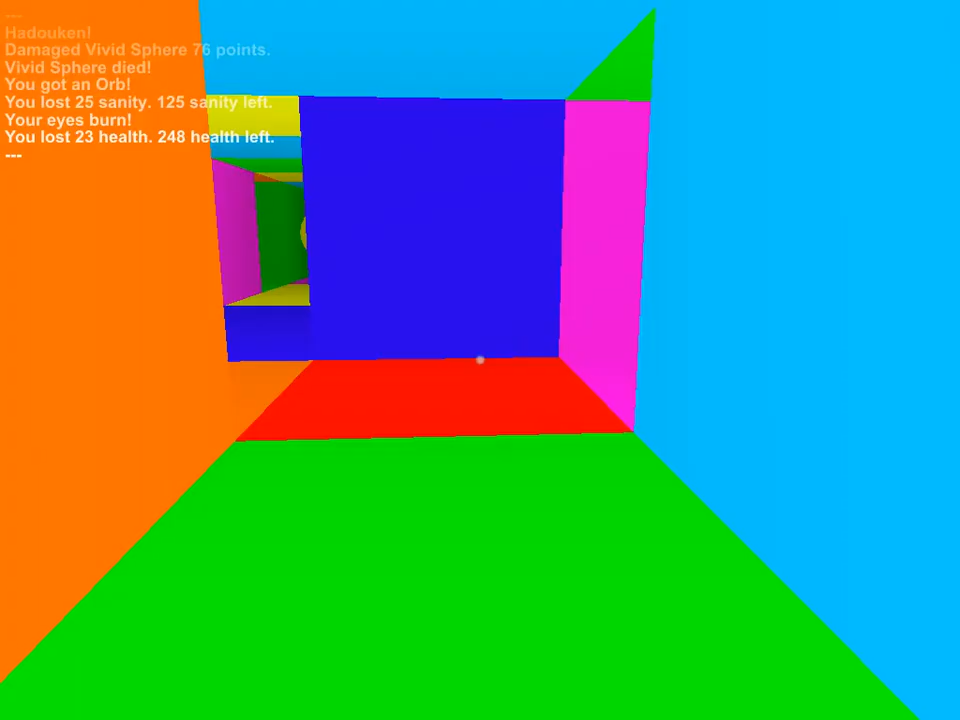 ---
Hadouken!
Damaged Vivid Sphere 76 points.
Vivid Sphere died!
You got an Orb!
You lost 25 sanity. 125 sanity left.
Your eyes burn!
You lost 23 health. 248 health left.
---